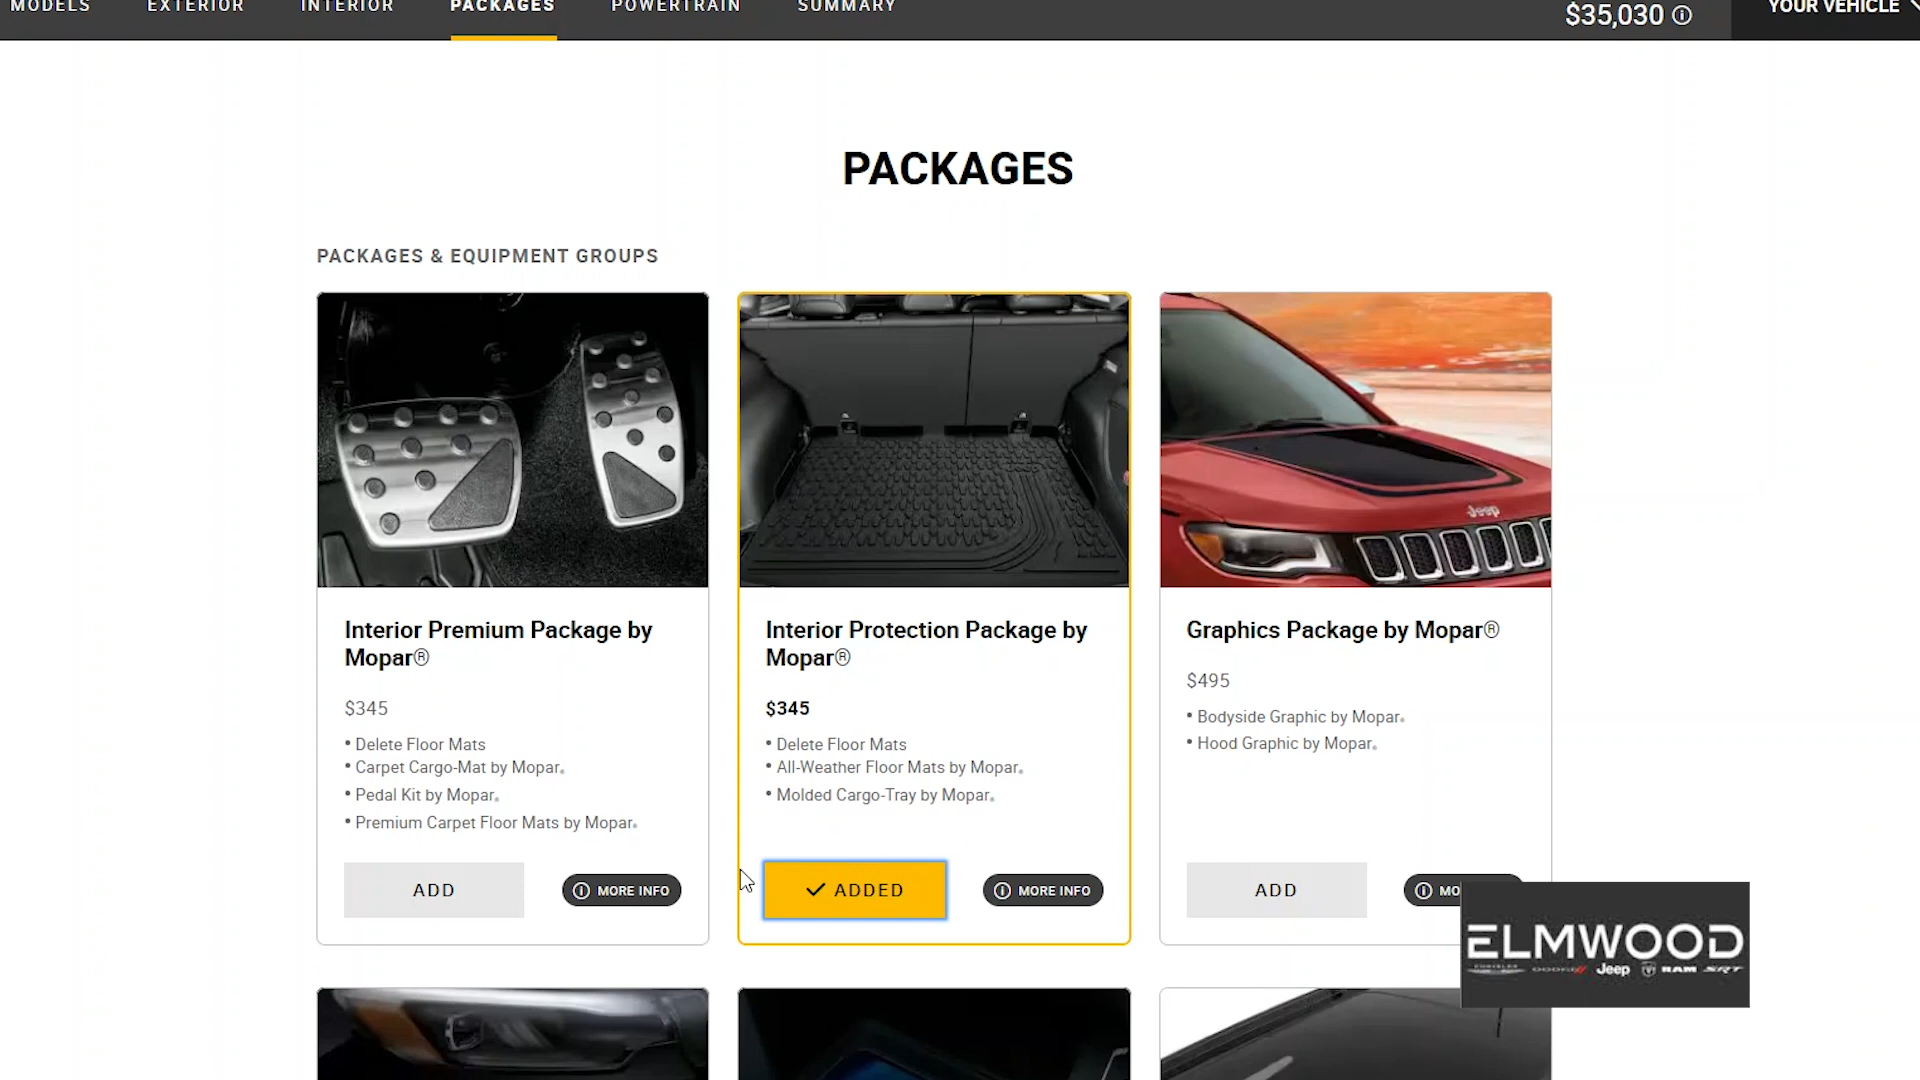 MODELS
EXTERIOR
INTERIOR
PACKAGES
POWERTRAIN
SUMMARY
$35,030
YOUR VEHICLE
PACKAGES
PACKAGES & EQUIPMENT GROUPS
Jeep
Interior Premium Package by
Mopar®
$345
• Delete Floor Mats
• Carpet Cargo-Mat by Mopar®
• Pedal Kit by Mopar®
• Premium Carpet Floor Mats by Mopar®
ADD
MORE INFO
Interior Protection Package by
Mopar®
$345
• Delete Floor Mats
• All-Weather Floor Mats by Mopar®
• Molded Cargo-Tray by Mopar®
✓ ADDED
MORE INFO
Graphics Package by Mopar®
$495
• Bodyside Graphic by Mopar®
• Hood Graphic by Mopar®
ADD
MO
ELMWOOD
CHRYSLER DODGE Jeep RAM SRT